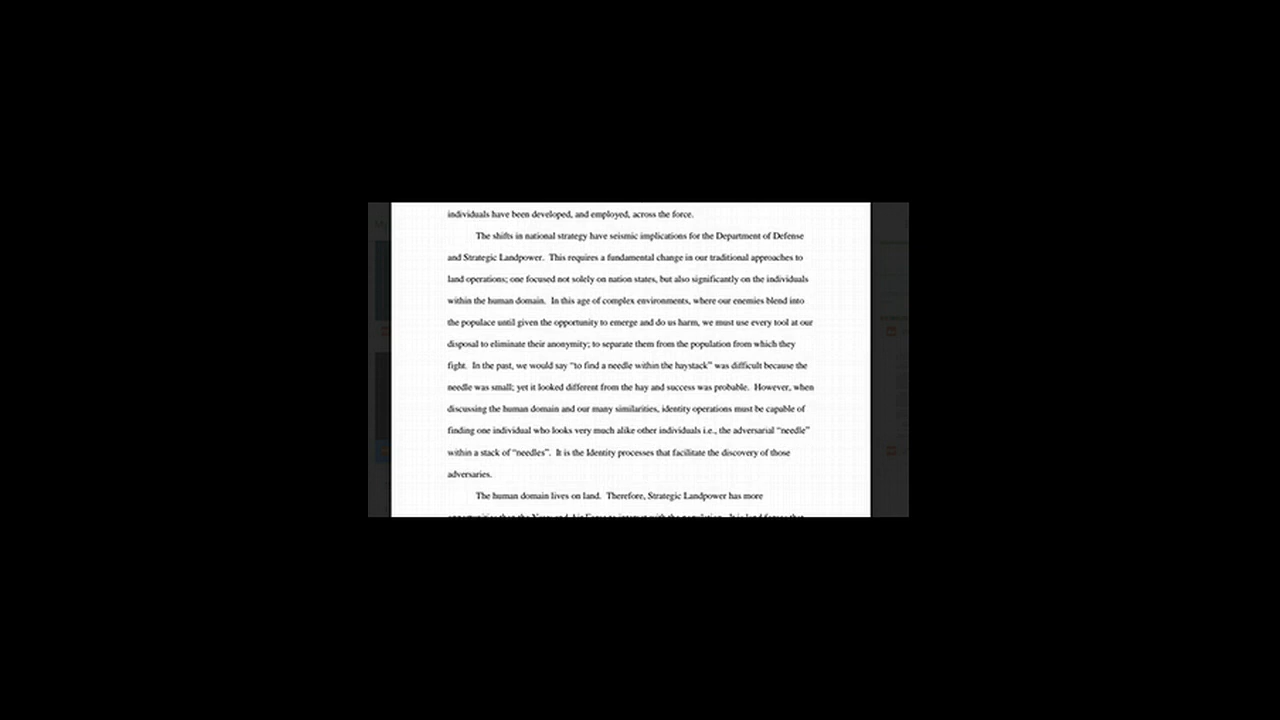 individuals have been developed, and employed, across the force.
The shifts in national strategy have seismic implications for the Department of Defense
and Strategic Landpower. This requires a fundamental change in our traditional approaches to
land operations; one focused not solely on nation states, but also significantly on the individuals
within the human domain. In this age of complex environments, where our enemies blend into
the populace until given the opportunity to emerge and do us harm, we must use every tool at our
disposal to eliminate their anonymity; to separate them from the population from which they
fight. In the past, we would say “to find a needle within the haystack” was difficult because the
needle was small; yet it looked different from the hay and success was probable. However, when
discussing the human domain and our many similarities, identity operations must be capable of
finding one individual who looks very much alike other individuals i.e., the adversarial “needle”
within a stack of “needles”. It is the Identity processes that facilitate the discovery of those
adversaries.
The human domain lives on land. Therefore, Strategic Landpower has more